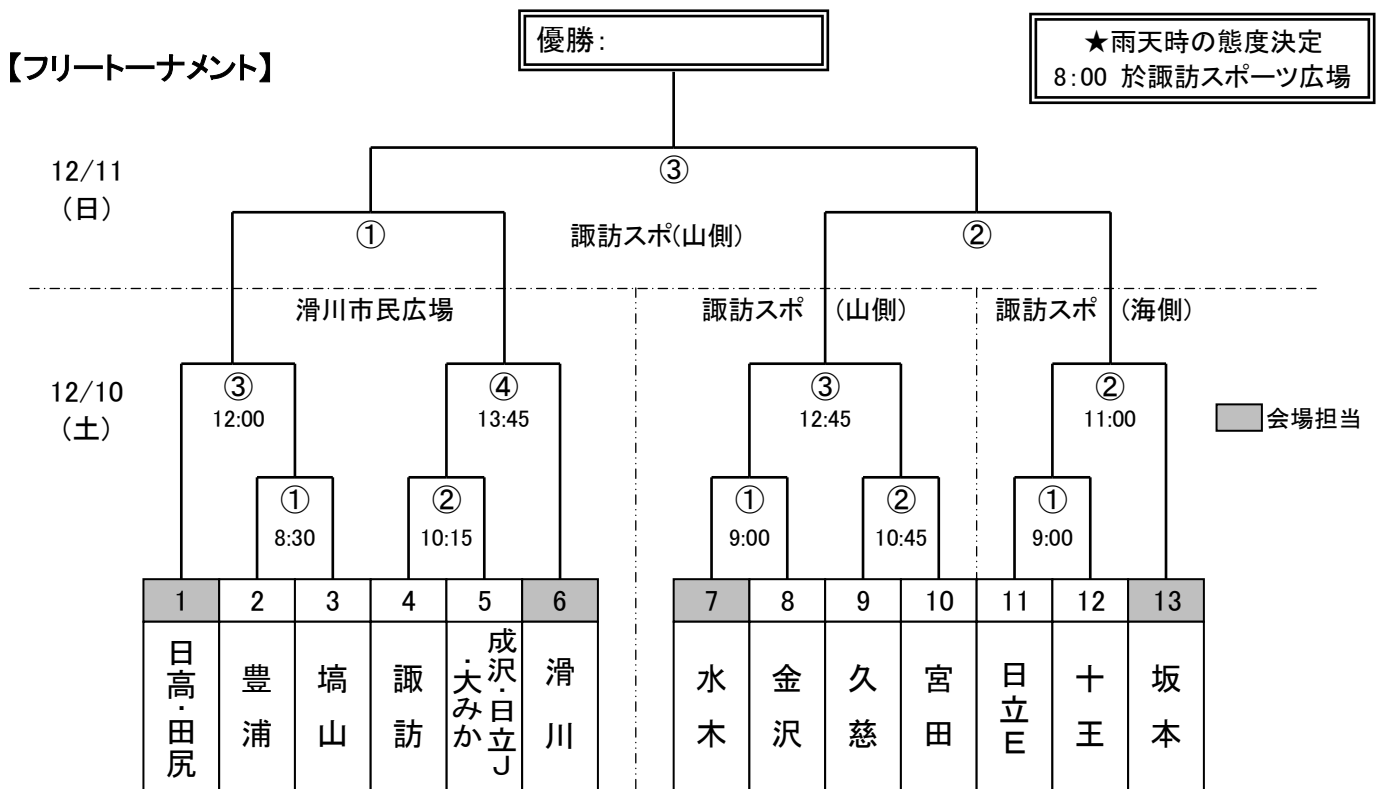 優勝:
★雨天時の態度決定
8:00 於諏訪スポーツ広場
【フリートーナメント】
12/11
(日)
③
①
諏訪スポ(山側)
②
滑川市民広場
諏訪スポ (山側)
諏訪スポ (海側)
12/10
(土)
③
12:00
④
13:45
③
12:45
②
11:00
会場担当
①
8:30
②
10:15
①
9:00
②
10:45
①
9:00
1 2 3 4 5 6 7 8 9 10 11 12 13
日高・田尻
豊浦
塙山
諏訪
成沢・日立J
・大みか
滑川
水木
金沢
久慈
宮田
日立E
十王
坂本